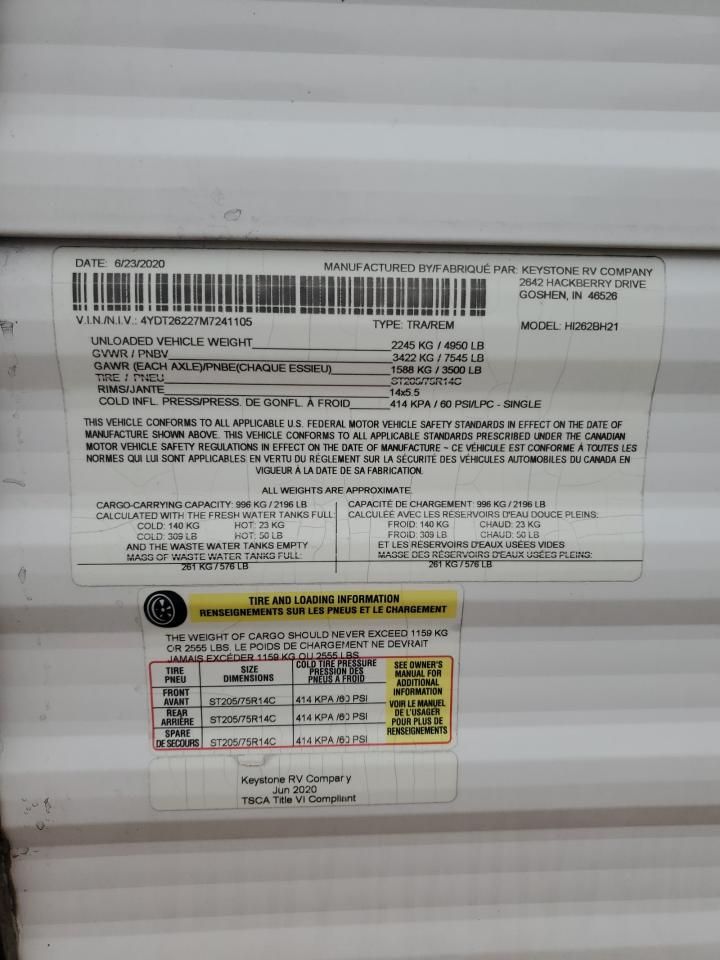 DATE: 6/23/2020
MANUFACTURED BY/FABRIQUÉ PAR: KEYSTONE RV COMPANY
2642 HACKBERRY DRIVE
GOSHEN, IN 46526
V.I.N./N.I.V.: 4YDT26227M7241105 TYPE: TRA/REM MODEL: HI262BH21
UNLOADED VEHICLE WEIGHT 2245 KG / 4950 LB
GVWR / PNBV 3422 KG / 7545 LB
GAWR (EACH AXLE)/PNBE(CHAQUE ESSIEU) 1588 KG / 3500 LB
TIRE / PNEU ST205/75R14C
RIMS/JANTE 14x5.5
COLD INFL. PRESS/PRESS. DE GONFL. À FROID 414 KPA / 60 PSI/LPC - SINGLE
THIS VEHICLE CONFORMS TO ALL APPLICABLE U.S. FEDERAL MOTOR VEHICLE SAFETY STANDARDS IN EFFECT ON THE DATE OF
MANUFACTURE SHOWN ABOVE. THIS VEHICLE CONFORMS TO ALL APPLICABLE STANDARDS PRESCRIBED UNDER THE CANADIAN
MOTOR VEHICLE SAFETY REGULATIONS IN EFFECT ON THE DATE OF MANUFACTURE ~ CE VÉHICULE EST CONFORME À TOUTES LES
NORMES QUI LUI SONT APPLICABLES EN VERTU DU RÈGLEMENT SUR LA SÉCURITÉ DES VÉHICULES AUTOMOBILES DU CANADA EN
VIGUEUR À LA DATE DE SA FABRICATION.
ALL WEIGHTS ARE APPROXIMATE
CARGO-CARRYING CAPACITY: 996 KG / 2196 LB
CALCULATED WITH THE FRESH WATER TANKS FULL:
COLD: 140 KG HOT: 23 KG
COLD: 309 LB HOT: 50 LB
AND THE WASTE WATER TANKS EMPTY
MASS OF WASTE WATER TANKS FULL:
261 KG / 576 LB
CAPACITÉ DE CHARGEMENT: 996 KG / 2196 LB
CALCULÉE AVEC LES RÉSERVOIRS D'EAU DOUCE PLEINS:
FROID: 140 KG CHAUD: 23 KG
FROID: 309 LB CHAUD: 50 LB
ET LES RÉSERVOIRS D'EAUX USÉES VIDES
MASSE DES RÉSERVOIRS D'EAUX USÉES PLEINS:
261 KG / 576 LB
TIRE AND LOADING INFORMATION
RENSEIGNEMENTS SUR LES PNEUS ET LE CHARGEMENT
THE WEIGHT OF CARGO SHOULD NEVER EXCEED 1159 KG
OR 2555 LBS. LE POIDS DE CHARGEMENT NE DEVRAIT
JAMAIS EXCÉDER 1159 KG OU 2555 LBS.
TIRE
PNEU
SIZE
DIMENSIONS
COLD TIRE PRESSURE
PRESSION DES
PNEUS A FROID
FRONT
AVANT
ST205/75R14C
414 KPA /60 PSI
REAR
ARRIÈRE
ST205/75R14C
414 KPA /60 PSI
SPARE
DE SECOURS
ST205/75R14C
414 KPA /60 PSI
SEE OWNER'S
MANUAL FOR
ADDITIONAL
INFORMATION
VOIR LE MANUEL
DE L'USAGER
POUR PLUS DE
RENSEIGNEMENTS
Keystone RV Company
Jun 2020
TSCA Title VI Compliant